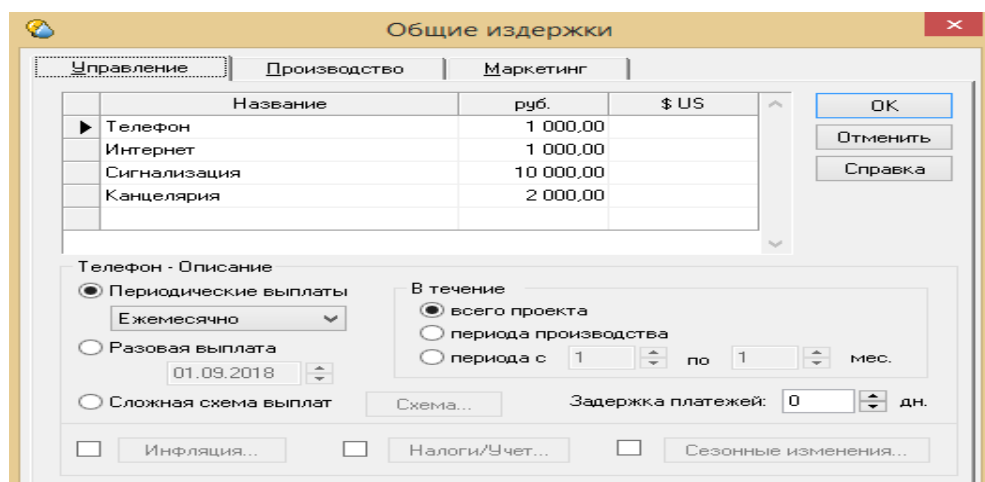 Общие издержки
Управление Производство Маркетинг
Название руб. $ US
Телефон 1 000,00
Интернет 1 000,00
Сигнализация 10 000,00
Канцелярия 2 000,00
OK
Отменить
Справка
Телефон - Описание
Периодические выплаты
Ежемесячно
Разовая выплата
01.09.2018
Сложная схема выплат Схема...
В течение
всего проекта
периода производства
периода с 1 по 1 мес.
Задержка платежей: 0 дн.
Инфляция... Налоги/Учет... Сезонные изменения...